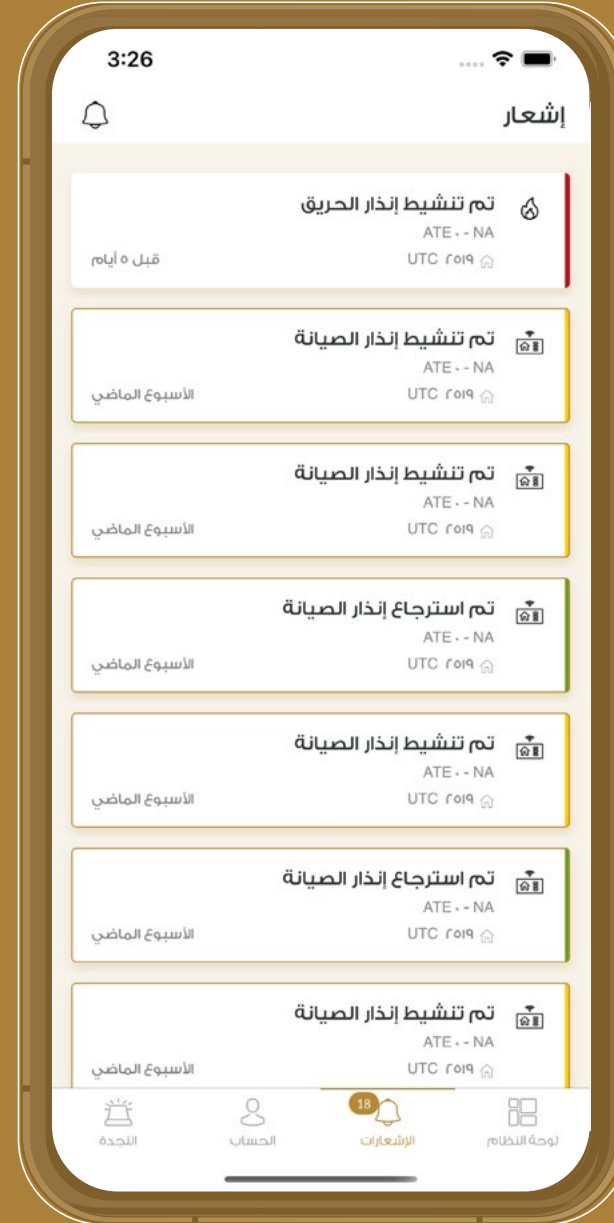 3:26
إشعار
تم تنشيط إنذار الحريق
ATE٠ - NA
UTC ٢٥١٩
قبل ٥ أيام
تم تنشيط إنذار الصيانة
ATE٠ - NA
UTC ٢٥١٩
الأسبوع الماضي
تم تنشيط إنذار الصيانة
ATE٠ - NA
UTC ٢٥١٩
الأسبوع الماضي
تم استرجاع إنذار الصيانة
ATE٠ - NA
UTC ٢٥١٩
الأسبوع الماضي
تم تنشيط إنذار الصيانة
ATE٠ - NA
UTC ٢٥١٩
الأسبوع الماضي
تم استرجاع إنذار الصيانة
ATE٠ - NA
UTC ٢٥١٩
الأسبوع الماضي
تم تنشيط إنذار الصيانة
ATE٠ - NA
UTC ٢٥١٩
الأسبوع الماضي
لوحة النظام
18
الإشعارات
الحساب
النجدة